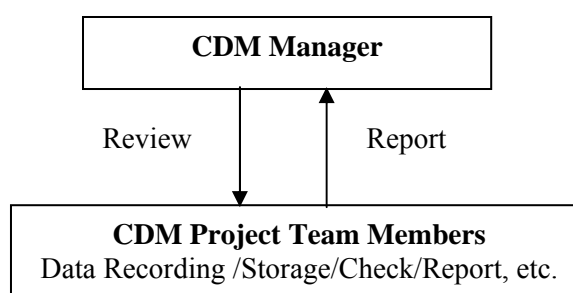 CDM Manager
Review Report
CDM Project Team Members
Data Recording /Storage/Check/Report, etc.